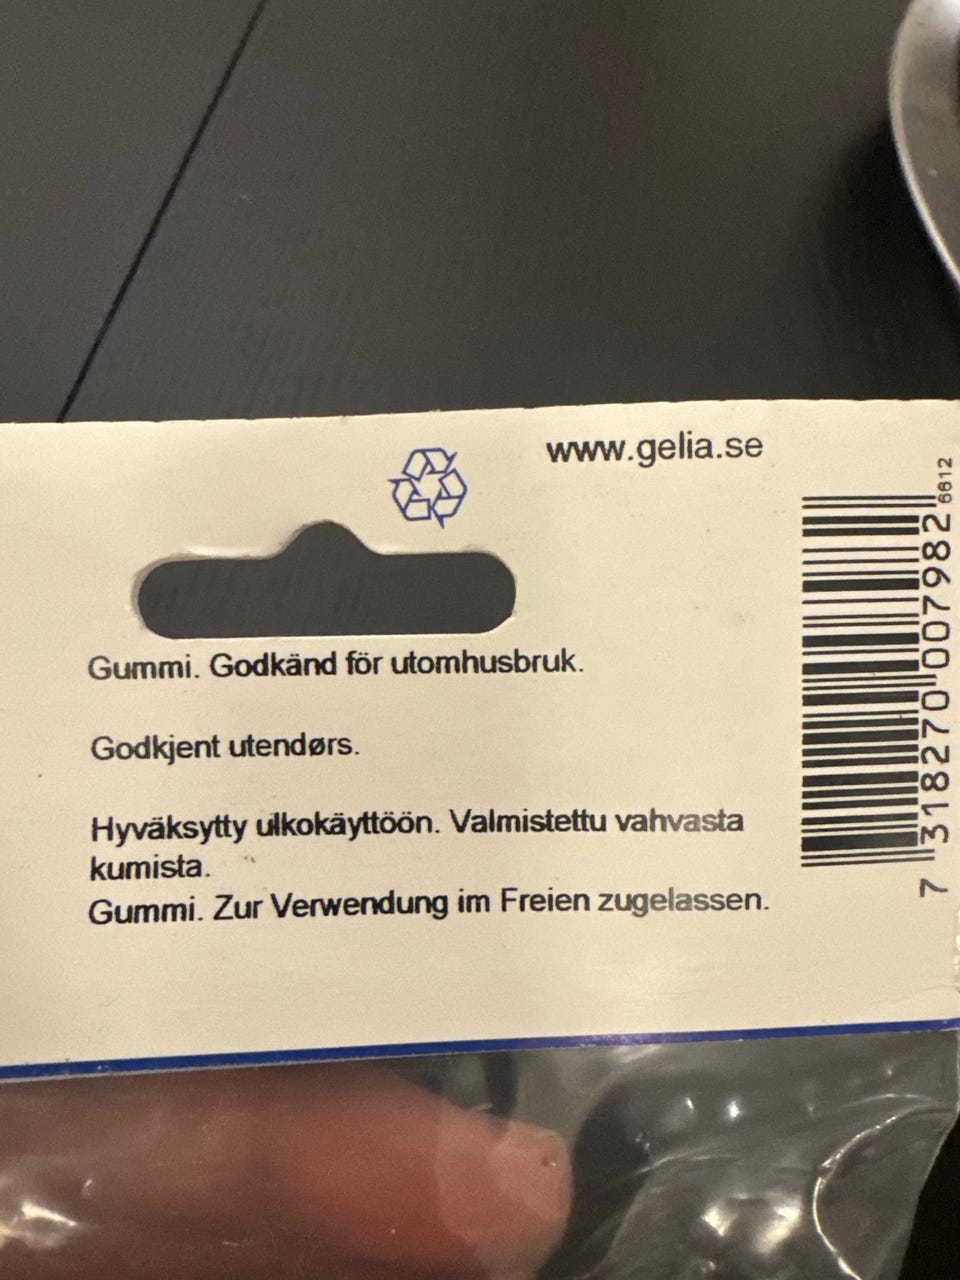 www.gelia.se
Gummi. Godkänd för utomhusbruk.
Godkjent utendørs.
Hyväksytty ulkokäyttöön. Valmistettu vahvasta
kumista.
Gummi. Zur Verwendung im Freien zugelassen.
7 318270 007982
6612